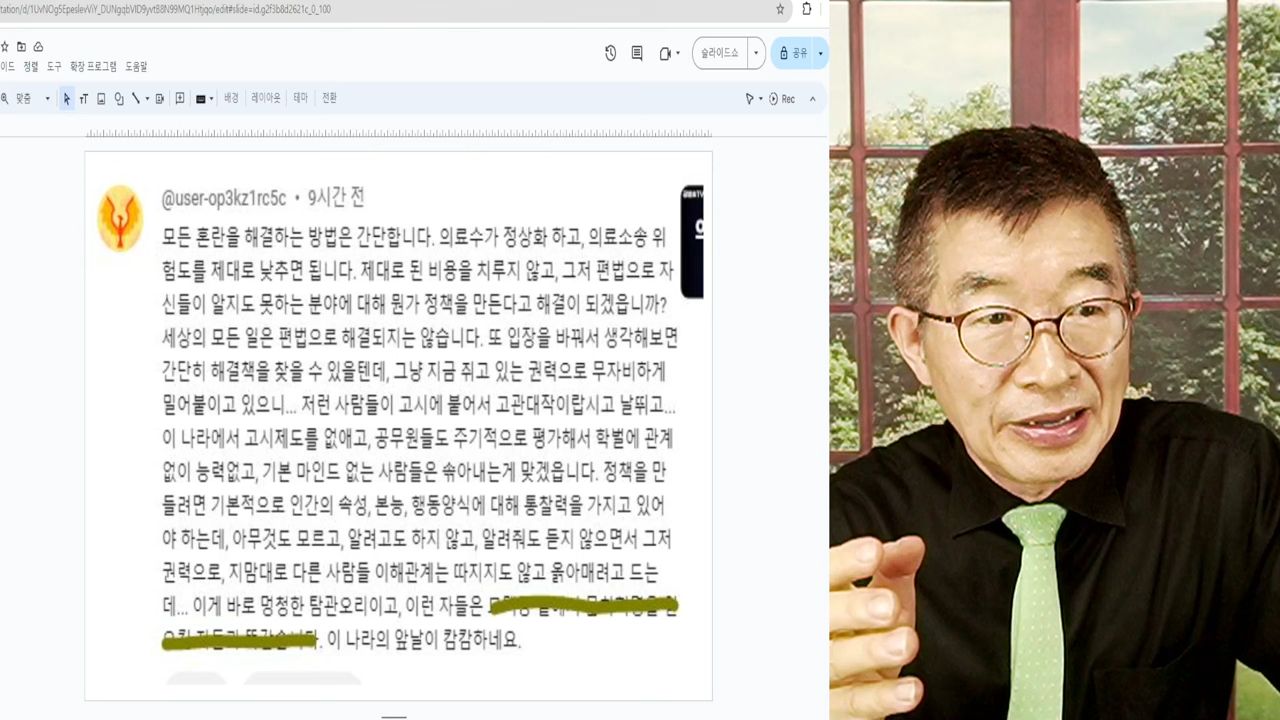 tation/d/1UvNOg5EpeslevViY_DUNgqbVID9yvtB8N99MQ1Htjqo/edit#slide=id.g2f3b8d2621c_0_100
슬라이드쇼 공유
이드 정렬 도구 확장 프로그램 도움말
맞춤 배경 레이아웃 테마 전환 Rec
@user-op3kz1rc5c • 9시간 전
모든 혼란을 해결하는 방법은 간단합니다. 의료수가 정상화 하고, 의료소송 위
험도를 제대로 낮추면 됩니다. 제대로 된 비용을 치루지 않고, 그저 편법으로 자
신들이 알지도 못하는 분야에 대해 뭔가 정책을 만든다고 해결이 되겠읍니까?
세상의 모든 일은 편법으로 해결되지는 않습니다. 또 입장을 바꿔서 생각해보면
간단히 해결책을 찾을 수 있을텐데, 그냥 지금 쥐고 있는 권력으로 무자비하게
밀어붙이고 있으니... 저런 사람들이 고시에 붙어서 고관대작이랍시고 날뛰고...
이 나라에서 고시제도를 없애고, 공무원들도 주기적으로 평가해서 학벌에 관계
없이 능력없고, 기본 마인드 없는 사람들은 솎아내는게 맞겠읍니다. 정책을 만
들려면 기본적으로 인간의 속성, 본능, 행동양식에 대해 통찰력을 가지고 있어
야 하는데, 아무것도 모르고, 알려고도 하지 않고, 알려줘도 듣지 않으면서 그저
권력으로, 지맘대로 다른 사람들 이해관계는 따지지도 않고 옭아매려고 드는
데... 이게 바로 멍청한 탐관오리이고, 이런 자들은
. 이 나라의 앞날이 캄캄하네요.